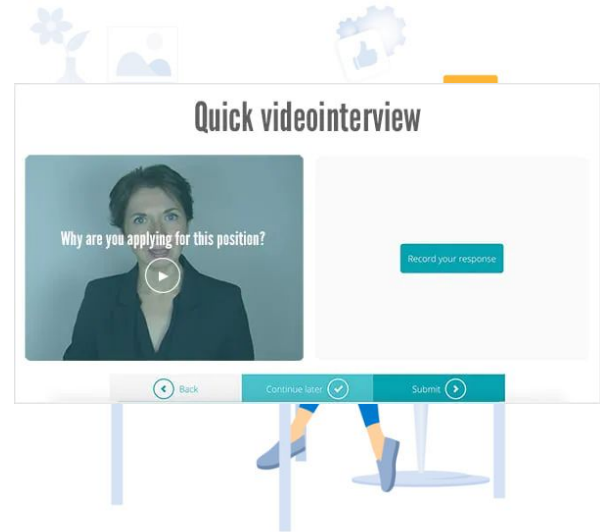 Quick videointerview
Why are you applying for this position?
Record your response
Back
Continue later
Submit